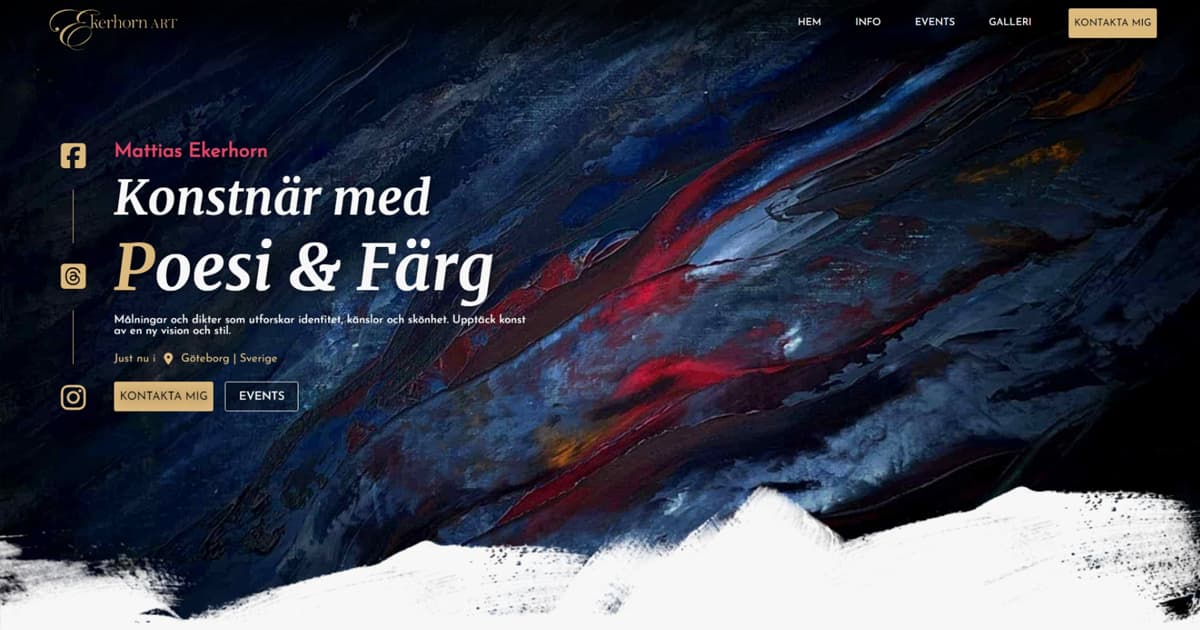 Ekerhorn ART
HEM
INFO
EVENTS
GALLERI
KONTAKTA MIG
Mattias Ekerhorn
Konstnär med
Poesi & Färg
Målningar och dikter som utforskar identitet, känslor och skönhet. Upptäck konst
av en ny vision och stil.
Just nu i Göteborg | Sverige
KONTAKTA MIG
EVENTS